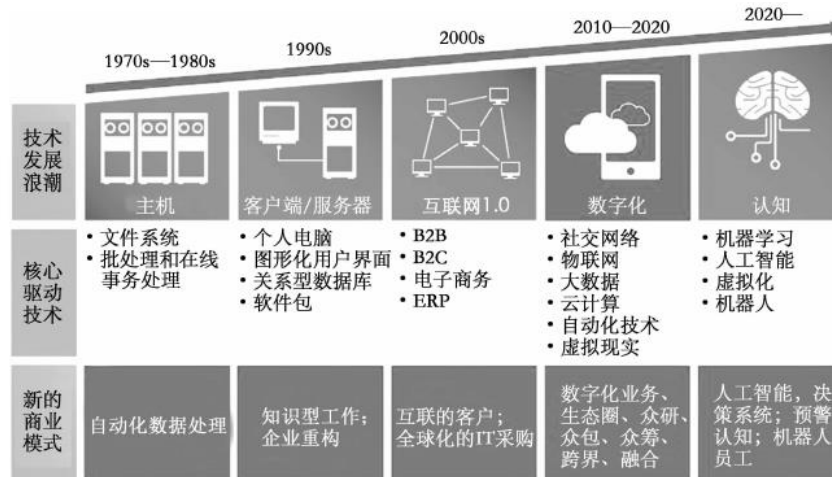 1970s—1980s
1990s
2000s
2010—2020
2020—
技术
发展
浪潮
主机
客户端/服务器
互联网1.0
数字化
认知
核心
驱动
技术
• 文件系统
• 批处理和在线
事务处理
• 个人电脑
• 图形化用户界面
• 关系型数据库
• 软件包
• B2B
• B2C
• 电子商务
• ERP
• 社交网络
• 物联网
• 大数据
• 云计算
• 自动化技术
• 虚拟现实
• 机器学习
• 人工智能
• 虚拟化
• 机器人
新的
商业
模式
自动化数据处理
知识型工作；
企业重构
互联的客户；
全球化的IT采购
数字化业务、
生态圈、众研、
众包、众筹、
跨界、融合
人工智能，决
策系统；预警
认知；机器人
员工